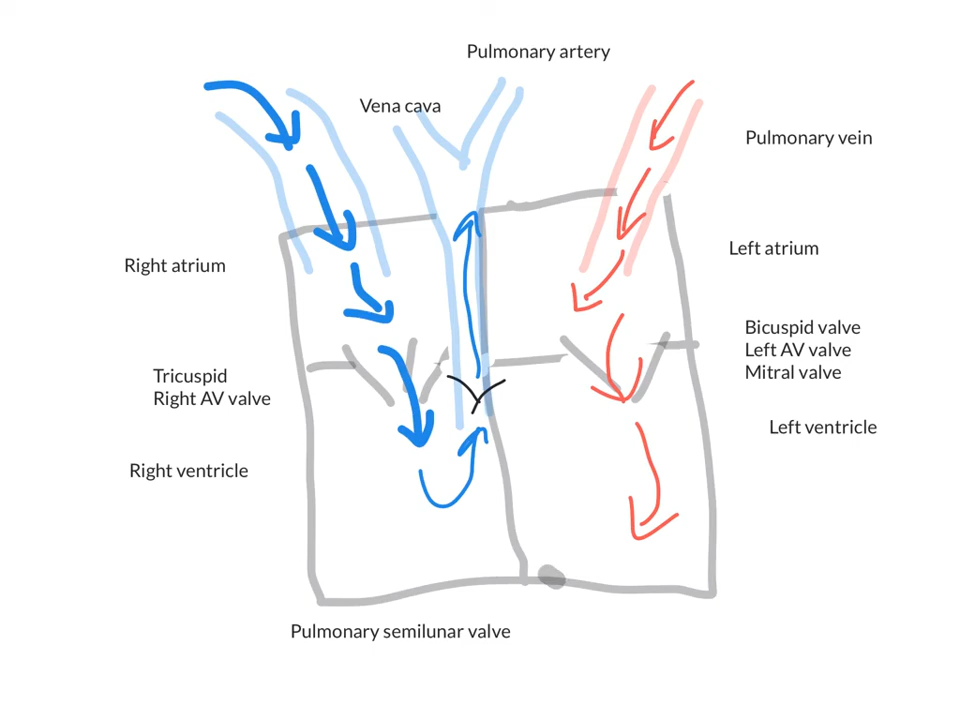 Pulmonary artery
Vena cava
Pulmonary vein
Left atrium
Right atrium
Bicuspid valve
Left AV valve
Mitral valve
Tricuspid
Right AV valve
Left ventricle
Right ventricle
Pulmonary semilunar valve